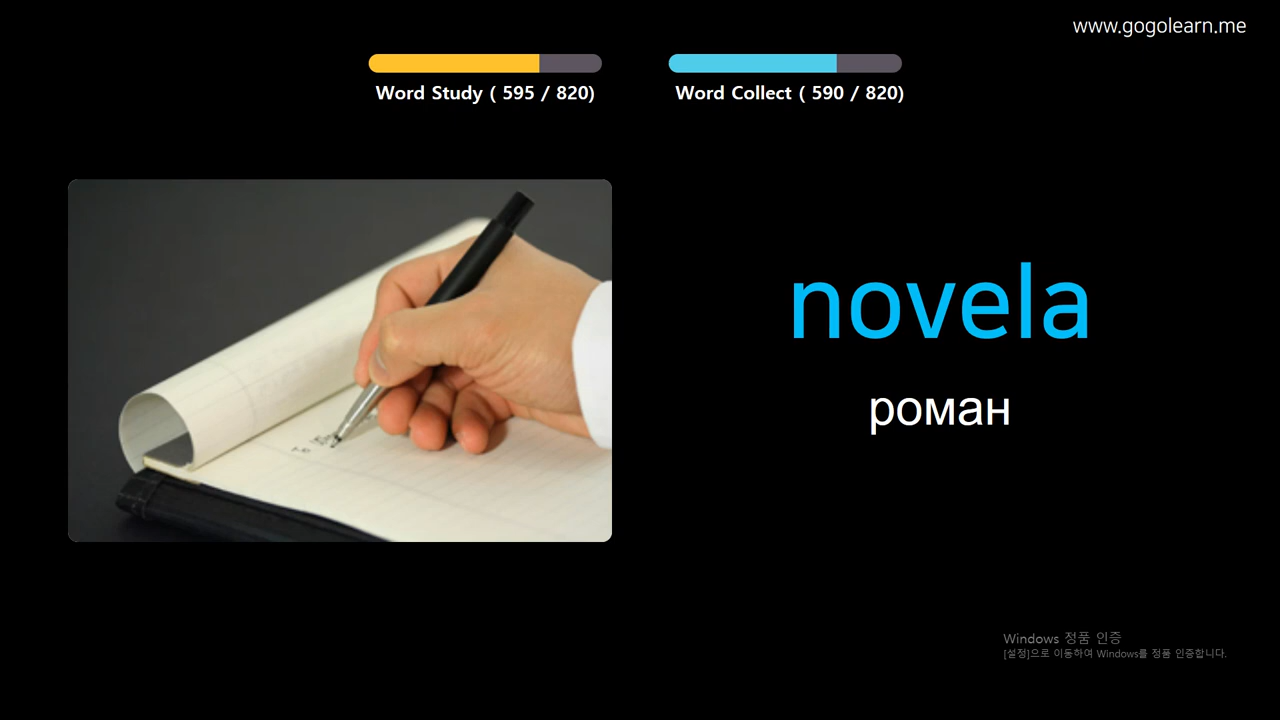 www.gogolearn.me
Word Study ( 595 / 820)
Word Collect ( 590 / 820)
novela
роман
Windows 정품 인증
[설정]으로 이동하여 Windows를 정품 인증합니다.